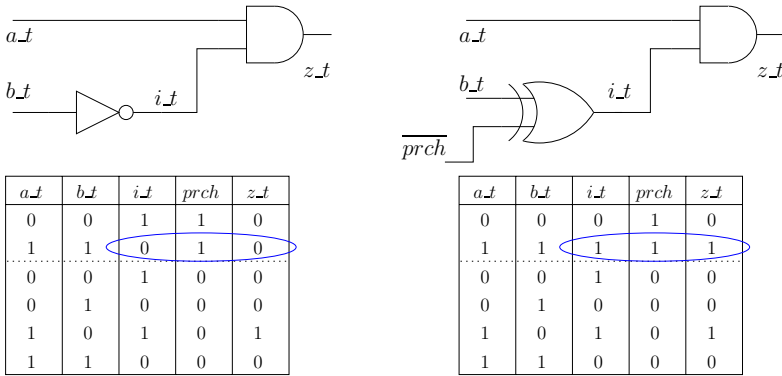 a_t
z_t
b_t
i_t
a_t
z_t
b_t
i_t
prch
a_t b_t i_t prch z_t
0 0 1 1 0
1 1 0 1 0
0 0 1 0 0
0 1 0 0 0
1 0 1 0 1
1 1 0 0 0
a_t b_t i_t prch z_t
0 0 0 1 0
1 1 1 1 1
0 0 1 0 0
0 1 0 0 0
1 0 1 0 1
1 1 0 0 0